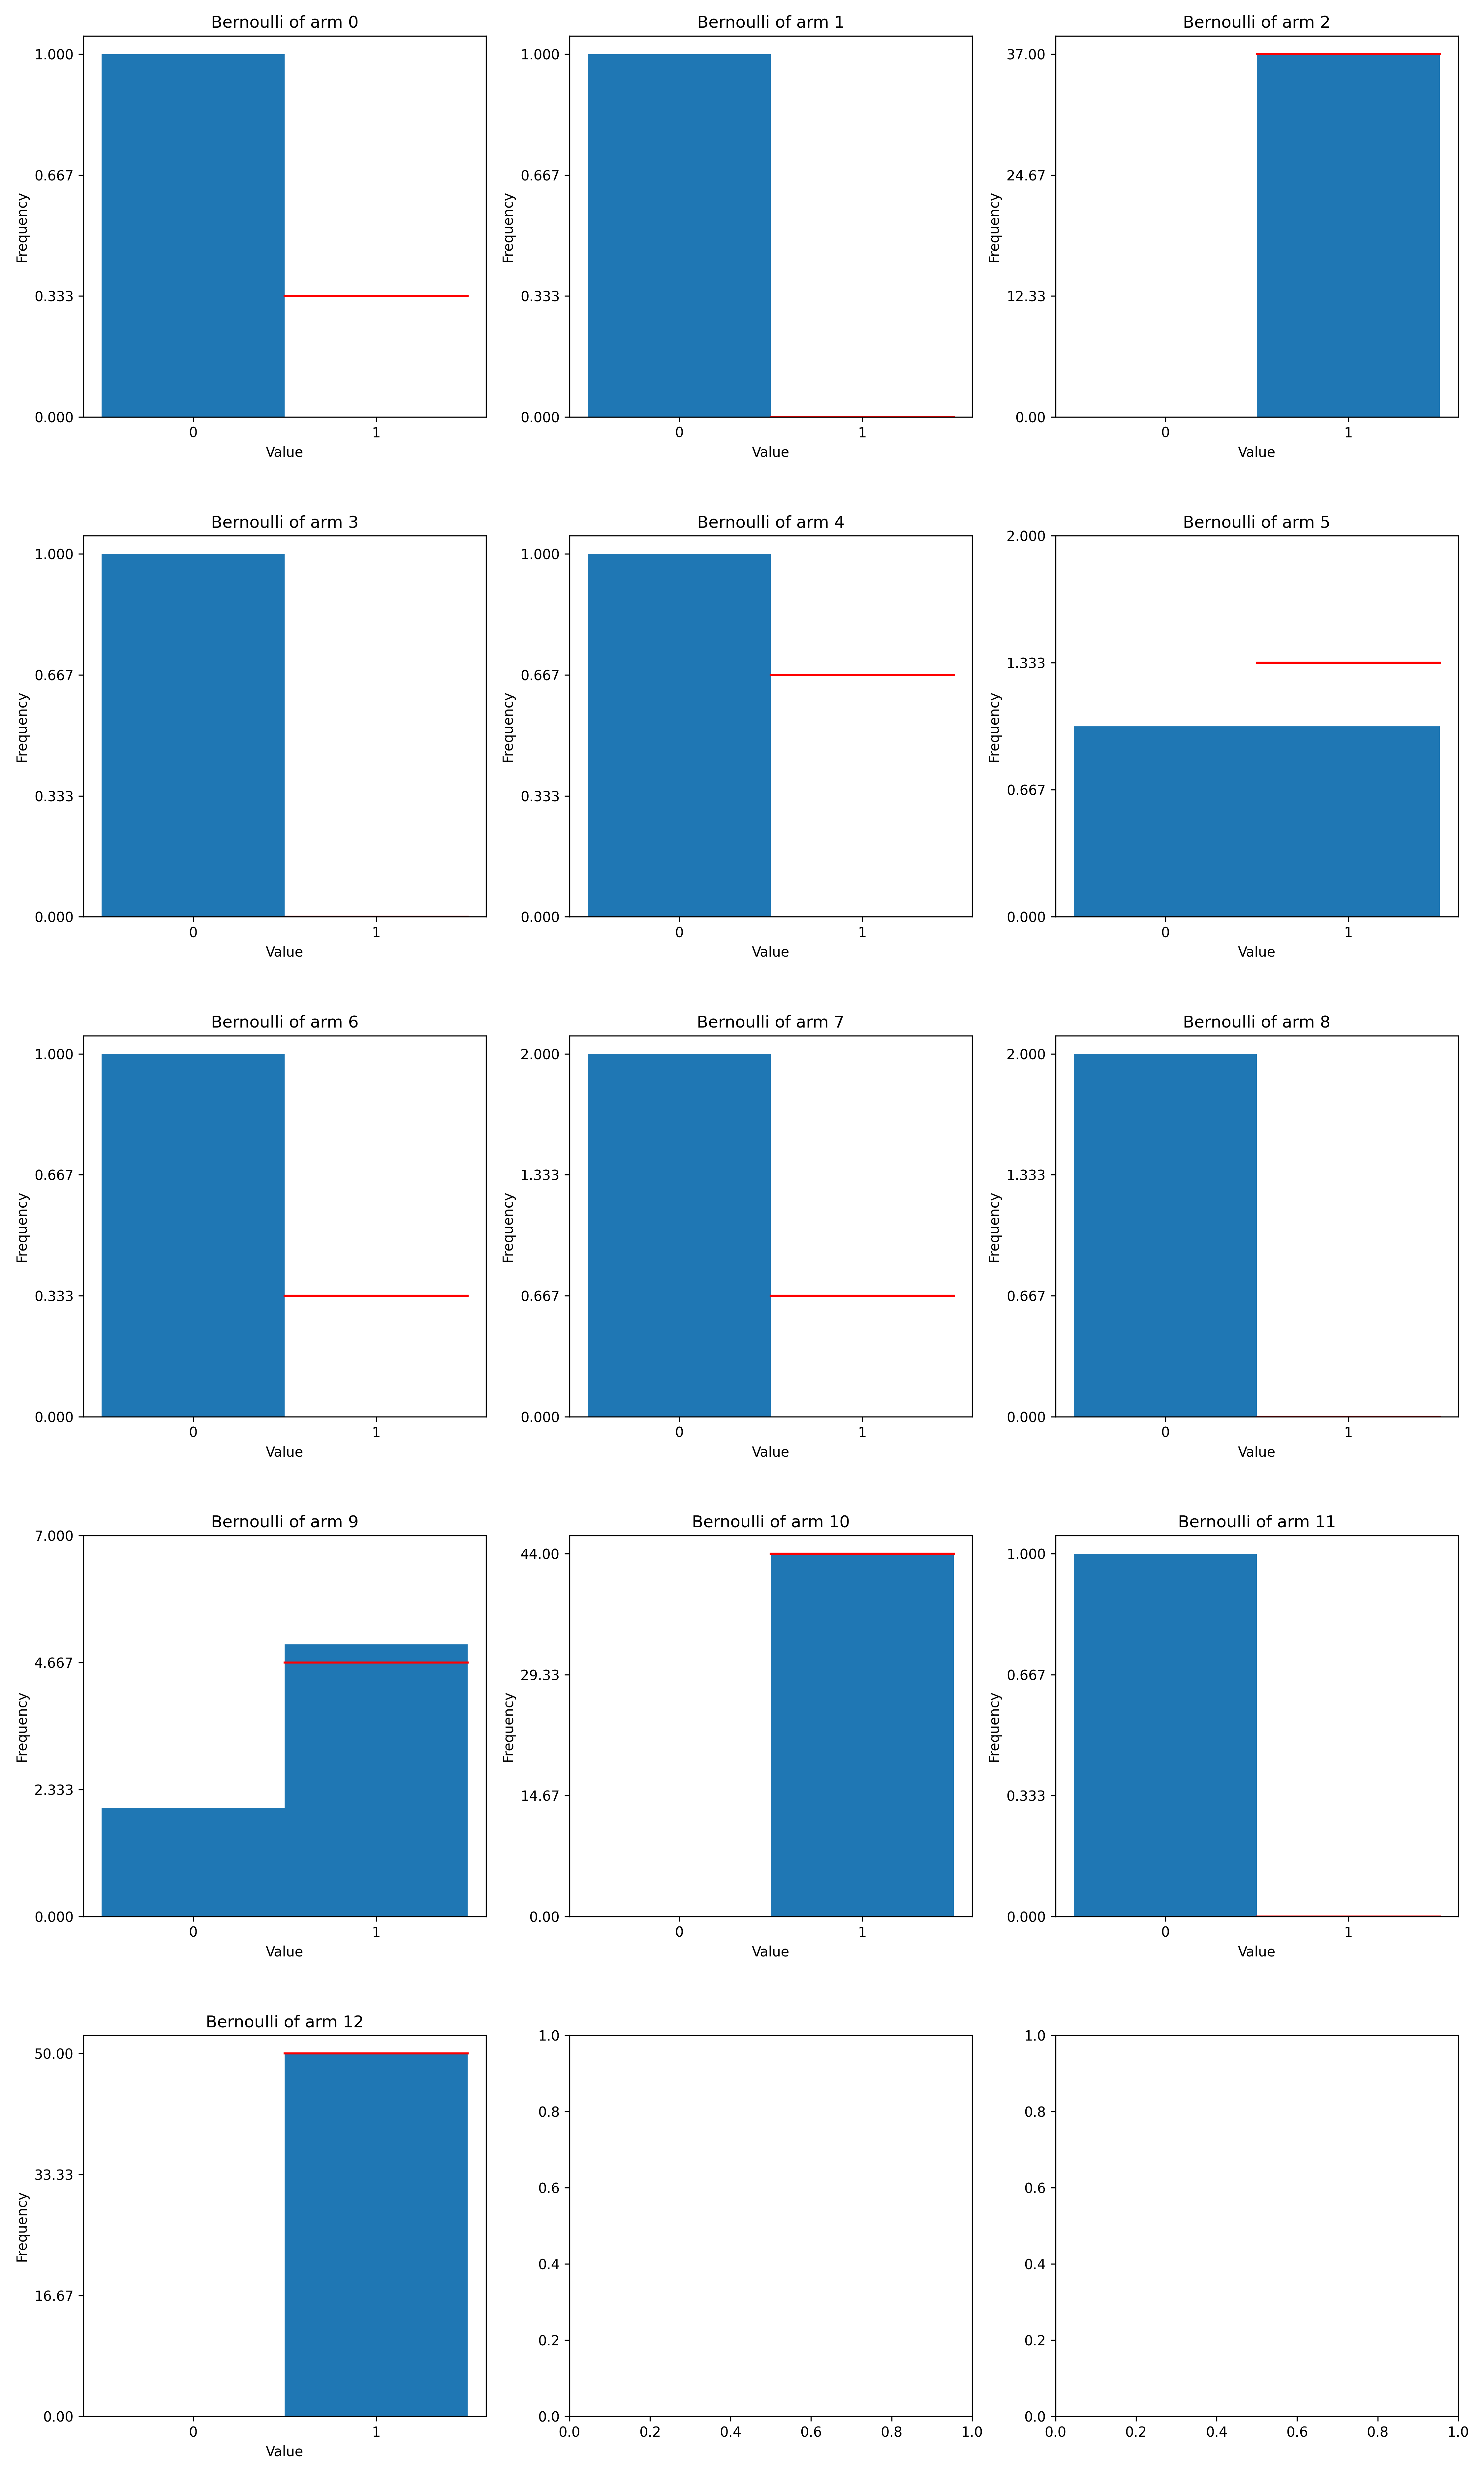 Bernoulli of arm 0
Frequency
1.000
0.667
0.333
0.000
0 1
Value
Bernoulli of arm 1
Frequency
1.000
0.667
0.333
0.000
0 1
Value
Bernoulli of arm 2
Frequency
37.00
24.67
12.33
0.00
0 1
Value
Bernoulli of arm 3
Frequency
1.000
0.667
0.333
0.000
0 1
Value
Bernoulli of arm 4
Frequency
1.000
0.667
0.333
0.000
0 1
Value
Bernoulli of arm 5
Frequency
2.000
1.333
0.667
0.000
0 1
Value
Bernoulli of arm 6
Frequency
1.000
0.667
0.333
0.000
0 1
Value
Bernoulli of arm 7
Frequency
2.000
1.333
0.667
0.000
0 1
Value
Bernoulli of arm 8
Frequency
2.000
1.333
0.667
0.000
0 1
Value
Bernoulli of arm 9
Frequency
7.000
4.667
2.333
0.000
0 1
Value
Bernoulli of arm 10
Frequency
44.00
29.33
14.67
0.00
0 1
Value
Bernoulli of arm 11
Frequency
1.000
0.667
0.333
0.000
0 1
Value
Bernoulli of arm 12
Frequency
50.00
33.33
16.67
0.00
0 1
Value
1.0
0.8
0.6
0.4
0.2
0.0
0.0 0.2 0.4 0.6 0.8 1.0
1.0
0.8
0.6
0.4
0.2
0.0
0.0 0.2 0.4 0.6 0.8 1.0